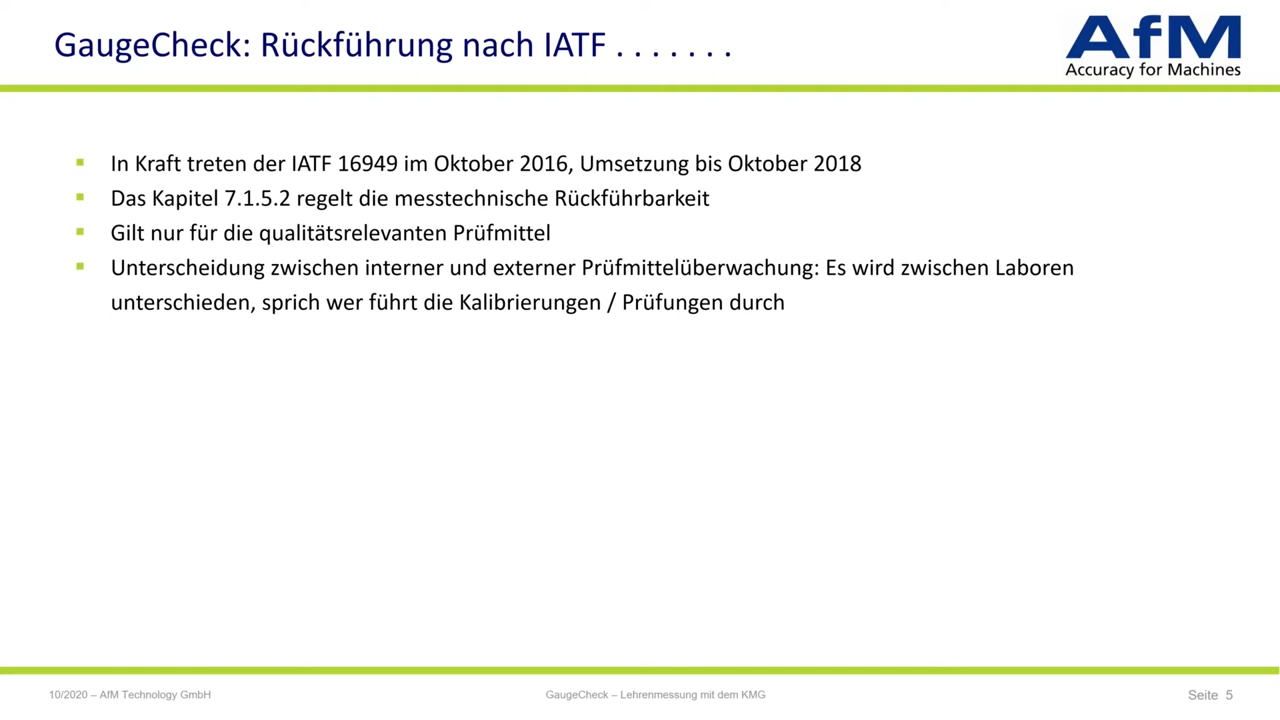 GaugeCheck: Rückführung nach IATF . . . . . . .
AfM
Accuracy for Machines
In Kraft treten der IATF 16949 im Oktober 2016, Umsetzung bis Oktober 2018
Das Kapitel 7.1.5.2 regelt die messtechnische Rückführbarkeit
Gilt nur für die qualitätsrelevanten Prüfmittel
Unterscheidung zwischen interner und externer Prüfmittelüberwachung: Es wird zwischen Laboren
unterschieden, sprich wer führt die Kalibrierungen / Prüfungen durch
10/2020 – AfM Technology GmbH
GaugeCheck – Lehrenmessung mit dem KMG
Seite 5